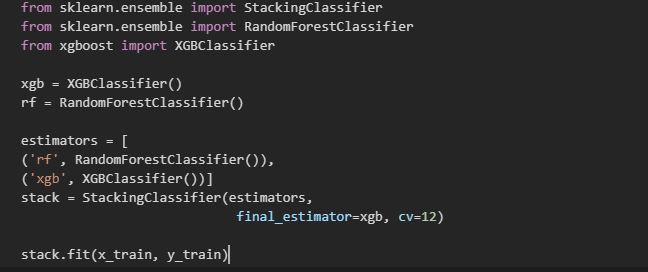 from sklearn.ensemble import StackingClassifier
from sklearn.ensemble import RandomForestClassifier
from xgboost import XGBClassifier
xgb = XGBClassifier()
rf = RandomForestClassifier()
estimators = [
('rf', RandomForestClassifier()),
('xgb', XGBClassifier())]
stack = StackingClassifier(estimators,
final_estimator=xgb, cv=12)
stack.fit(x_train, y_train)